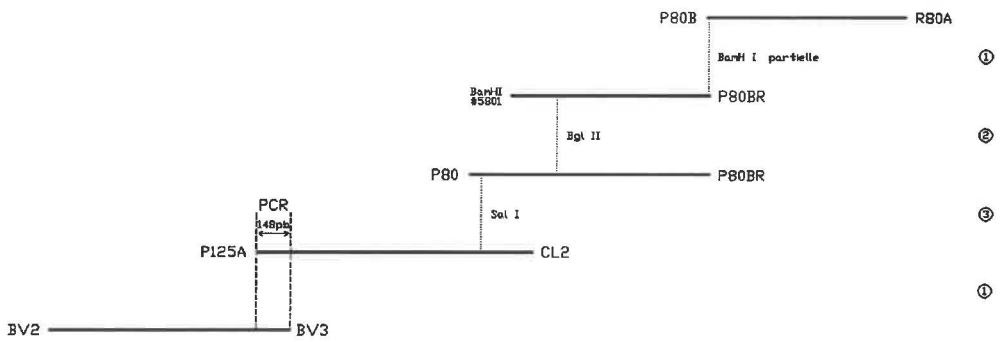 P80B R80A
BamH I partielle ①
BamHI
#5801 P80BR
Bgl II ②
P80 P80BR
PCR
148pb
Sal I ③
P125A CL2
①
BV2 BV3